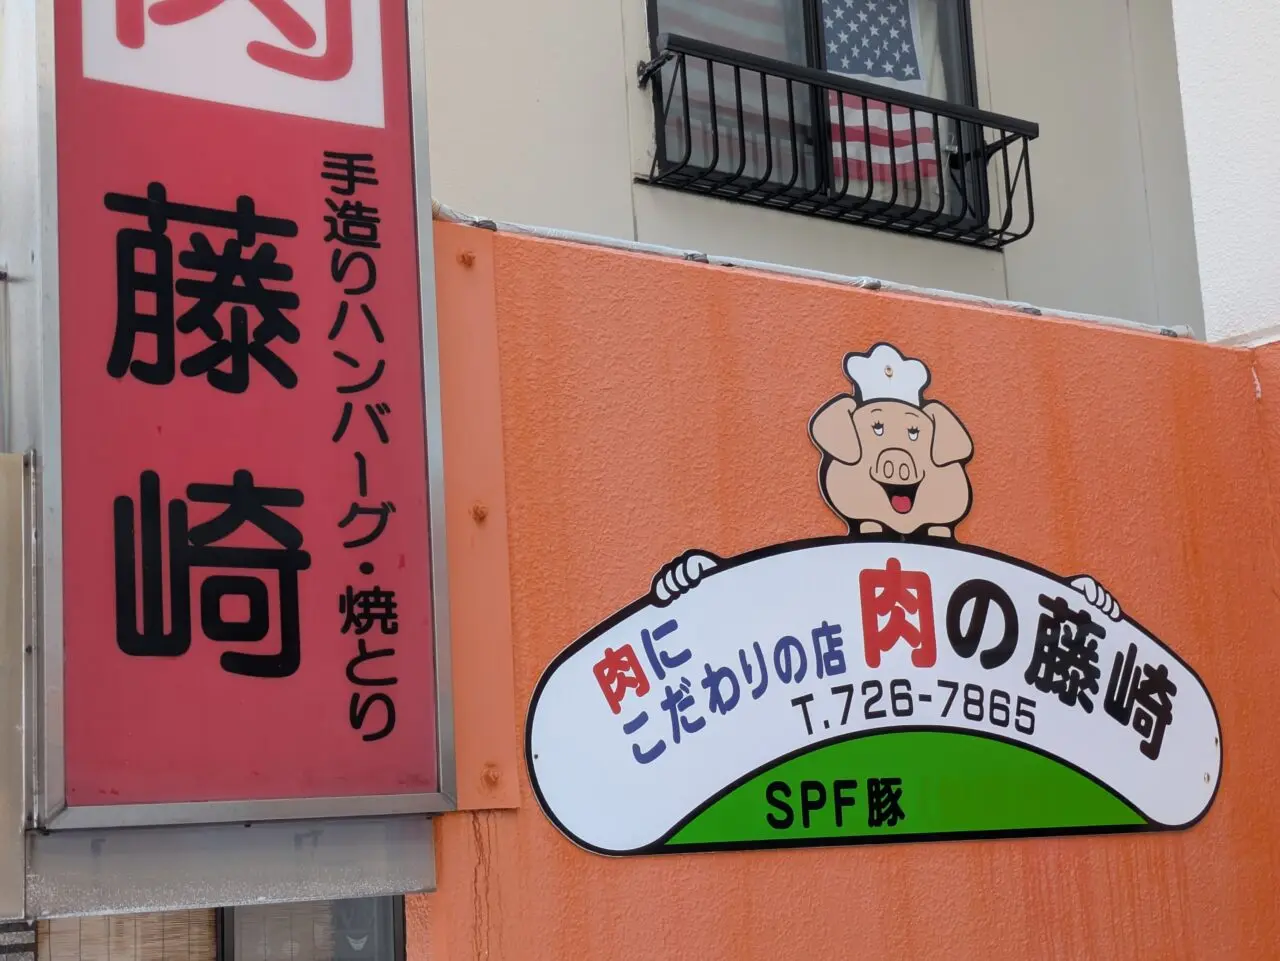 肉
藤崎
手造りハンバーグ・焼とり
肉に
こだわりの店
肉の藤崎
T.726-7865
SPF豚